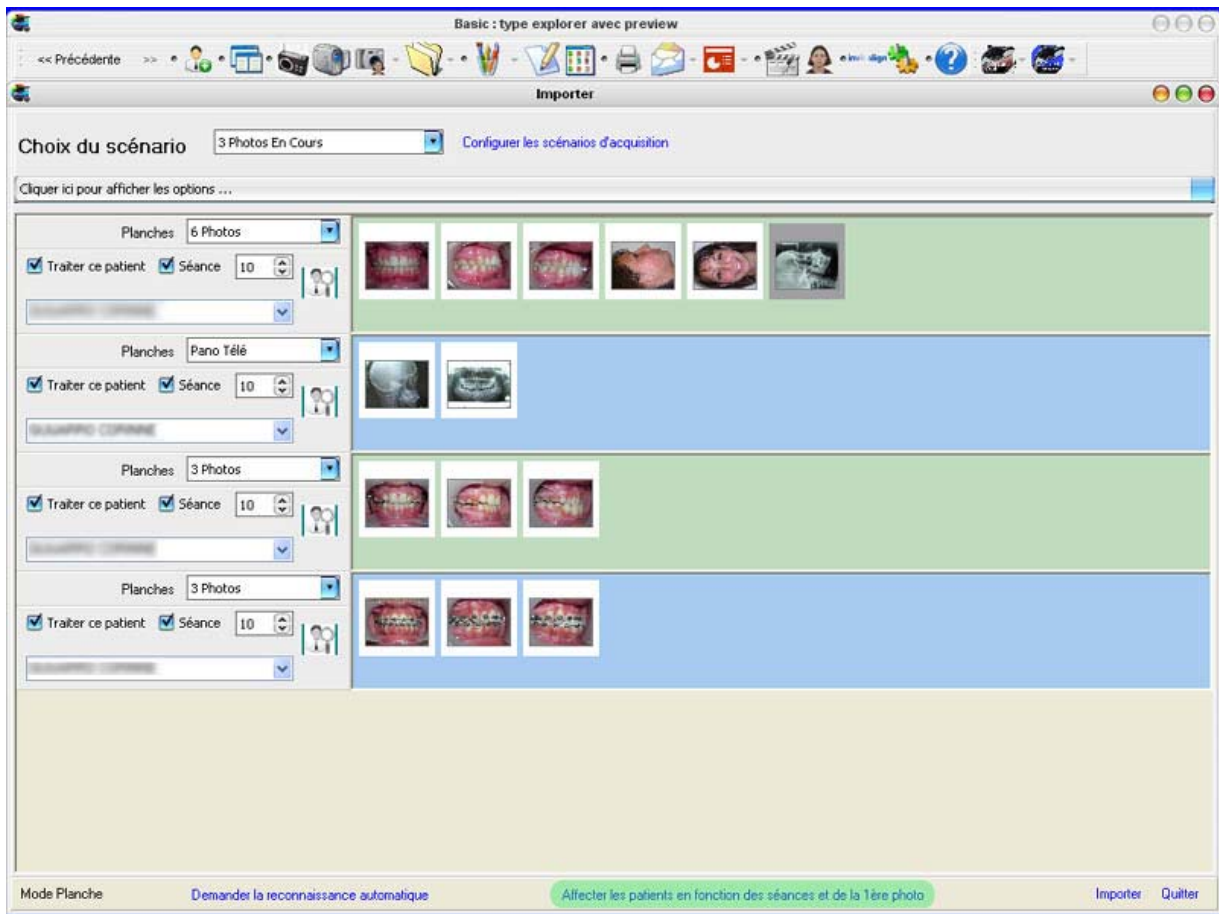 Basic : type explorer avec preview
<< Précédente >>
invis align
Importer
Choix du scénario 3 Photos En Cours Configurer les scénarios d'acquisition
Cliquer ici pour afficher les options ...
Planches 6 Photos
Traiter ce patient Séance 10
Planches Pano Télé
Traiter ce patient Séance 10
Planches 3 Photos
Traiter ce patient Séance 10
Planches 3 Photos
Traiter ce patient Séance 10
Mode Planche Demander la reconnaissance automatique Affecter les patients en fonction des séances et de la 1ère photo Importer Quitter